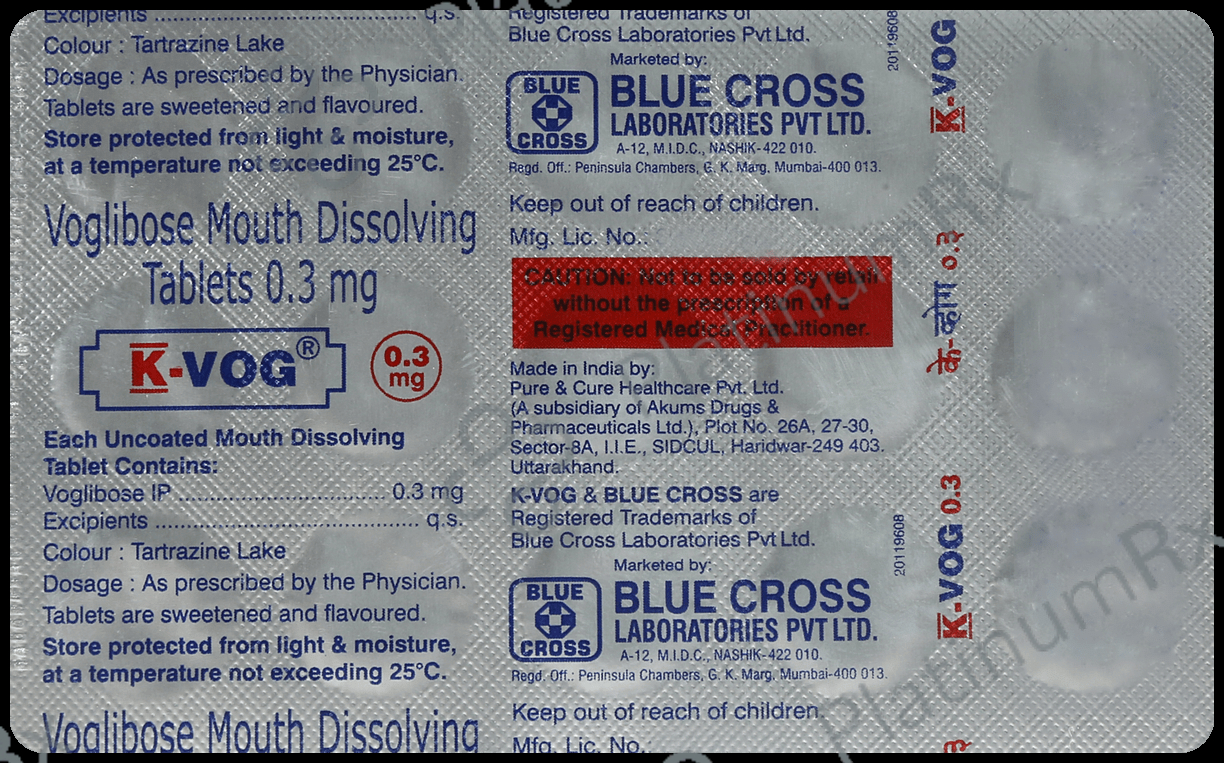 Excipients ........................................ q.s.
Colour : Tartrazine Lake
Dosage : As prescribed by the Physician.
Tablets are sweetened and flavoured.
Store protected from light & moisture,
at a temperature not exceeding 25°C.
Voglibose Mouth Dissolving
Tablets 0.3 mg
K-VOG®
0.3
mg
Each Uncoated Mouth Dissolving
Tablet Contains:
Voglibose IP ................................ 0.3 mg
Excipients ........................................ q.s.
Colour : Tartrazine Lake
Dosage : As prescribed by the Physician.
Tablets are sweetened and flavoured.
Store protected from light & moisture,
at a temperature not exceeding 25°C.
Voglibose Mouth Dissolving
Registered Trademarks of
Blue Cross Laboratories Pvt Ltd.
Marketed by:
BLUE
CROSS
BLUE CROSS
LABORATORIES PVT LTD.
A-12, M.I.D.C., NASHIK-422 010.
Regd. Off.: Peninsula Chambers, G. K. Marg, Mumbai-400 013.
Keep out of reach of children.
Mfg. Lic. No.:
CAUTION: Not to be sold by retail
without the prescription of a
Registered Medical Practitioner.
Made in India by:
Pure & Cure Healthcare Pvt. Ltd.
(A subsidiary of Akums Drugs &
Pharmaceuticals Ltd.), Plot No. 26A, 27-30,
Sector-8A, I.I.E., SIDCUL, Haridwar-249 403.
Uttarakhand.
K-VOG & BLUE CROSS are
Registered Trademarks of
Blue Cross Laboratories Pvt Ltd.
Marketed by:
BLUE
CROSS
BLUE CROSS
LABORATORIES PVT LTD.
A-12, M.I.D.C., NASHIK-422 010.
Regd. Off.: Peninsula Chambers, G. K. Marg, Mumbai-400 013.
Keep out of reach of children.
Mfg. Lic. No.
20119608
20119608
K-VOG
के-व्होग ०.३
K-VOG 0.3
PlatinumRx
PlatinumRx